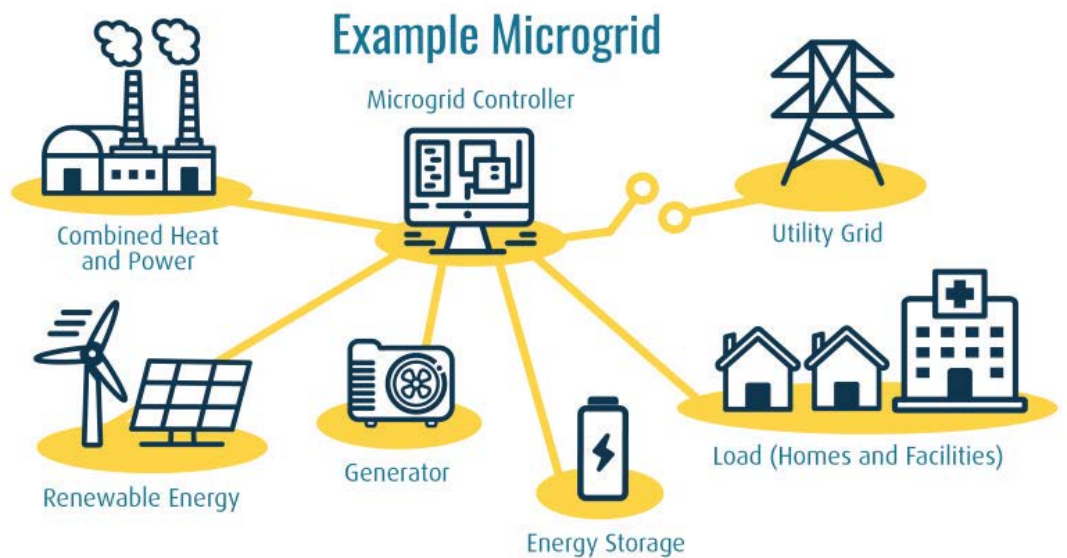 Example Microgrid
Microgrid Controller
Combined Heat
and Power
Utility Grid
Renewable Energy
Generator
Energy Storage
Load (Homes and Facilities)